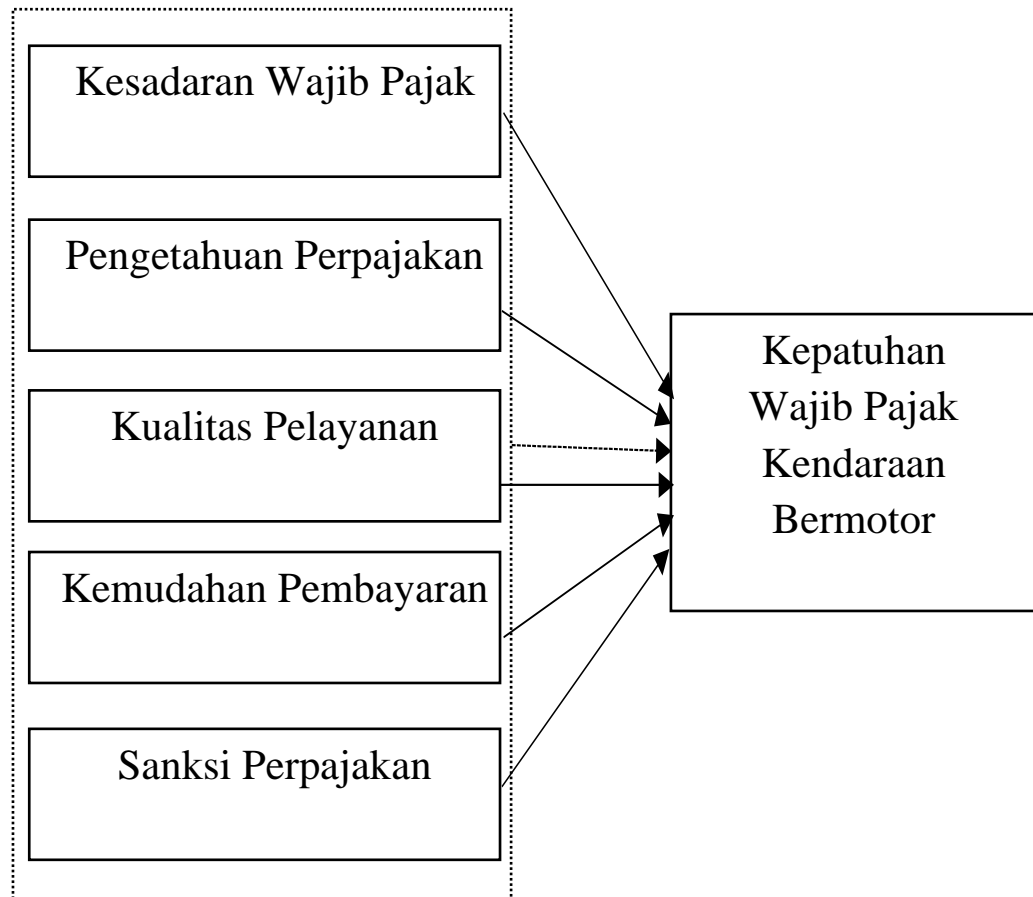 Kesadaran Wajib Pajak
Pengetahuan Perpajakan
Kualitas Pelayanan
Kemudahan Pembayaran
Sanksi Perpajakan
Kepatuhan
Wajib Pajak
Kendaraan
Bermotor